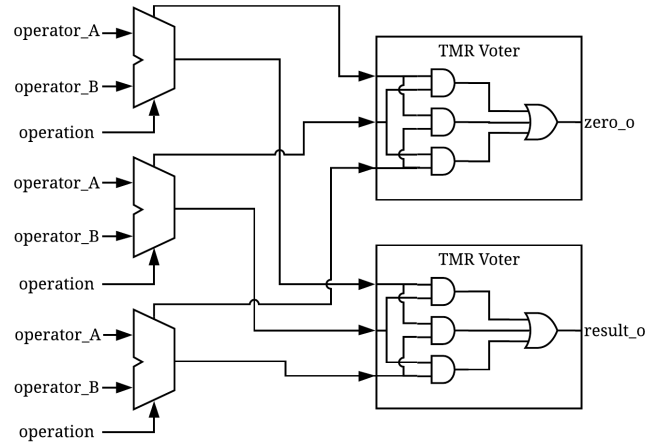 operator_A
operator_B
operation
operator_A
operator_B
operation
operator_A
operator_B
operation
TMR Voter
zero_o
TMR Voter
result_o